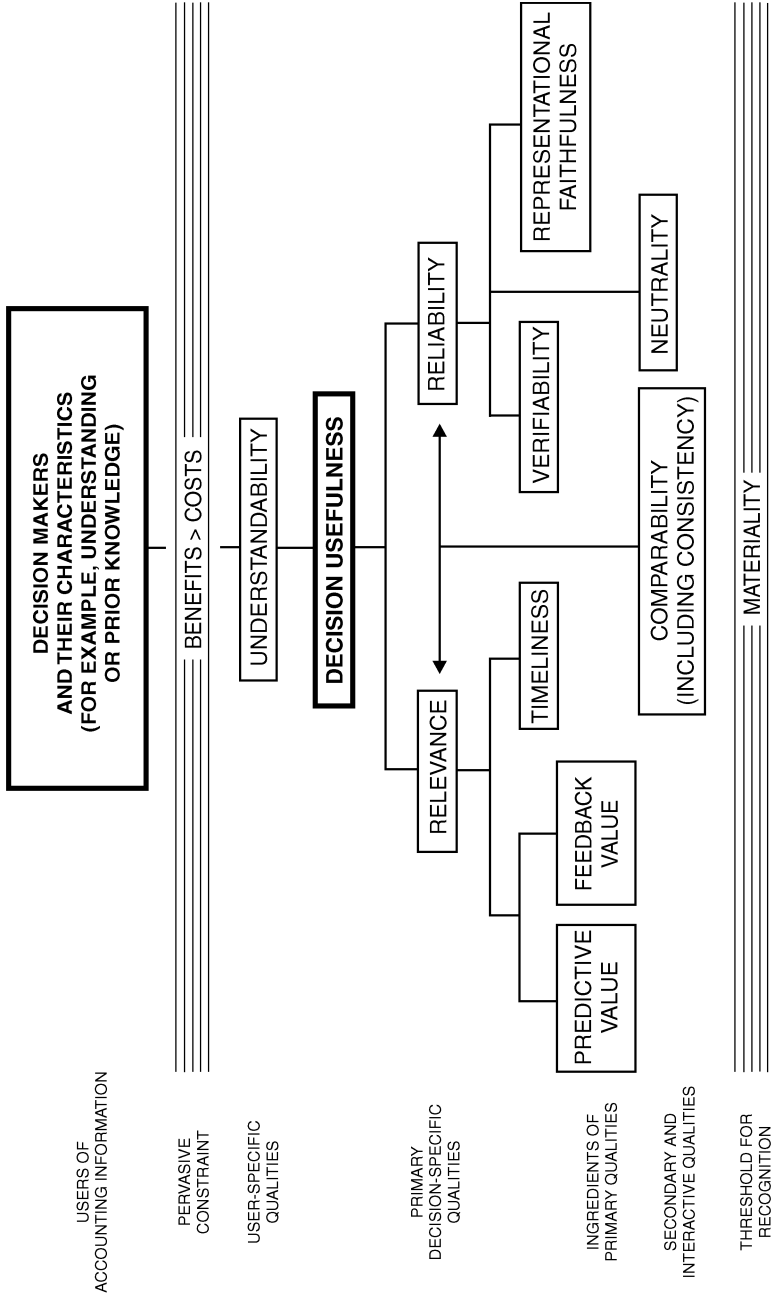 USERS OF
ACCOUNTING INFORMATION
DECISION MAKERS
AND THEIR CHARACTERISTICS
(FOR EXAMPLE, UNDERSTANDING
OR PRIOR KNOWLEDGE)
PERVASIVE
CONSTRAINT
BENEFITS > COSTS
USER-SPECIFIC
QUALITIES
UNDERSTANDABILITY
DECISION USEFULNESS
PRIMARY
DECISION-SPECIFIC
QUALITIES
RELEVANCE
RELIABILITY
INGREDIENTS OF
PRIMARY QUALITIES
TIMELINESS
VERIFIABILITY
REPRESENTATIONAL
FAITHFULNESS
PREDICTIVE
VALUE
FEEDBACK
VALUE
SECONDARY AND
INTERACTIVE QUALITIES
COMPARABILITY
(INCLUDING CONSISTENCY)
NEUTRALITY
THRESHOLD FOR
RECOGNITION
MATERIALITY